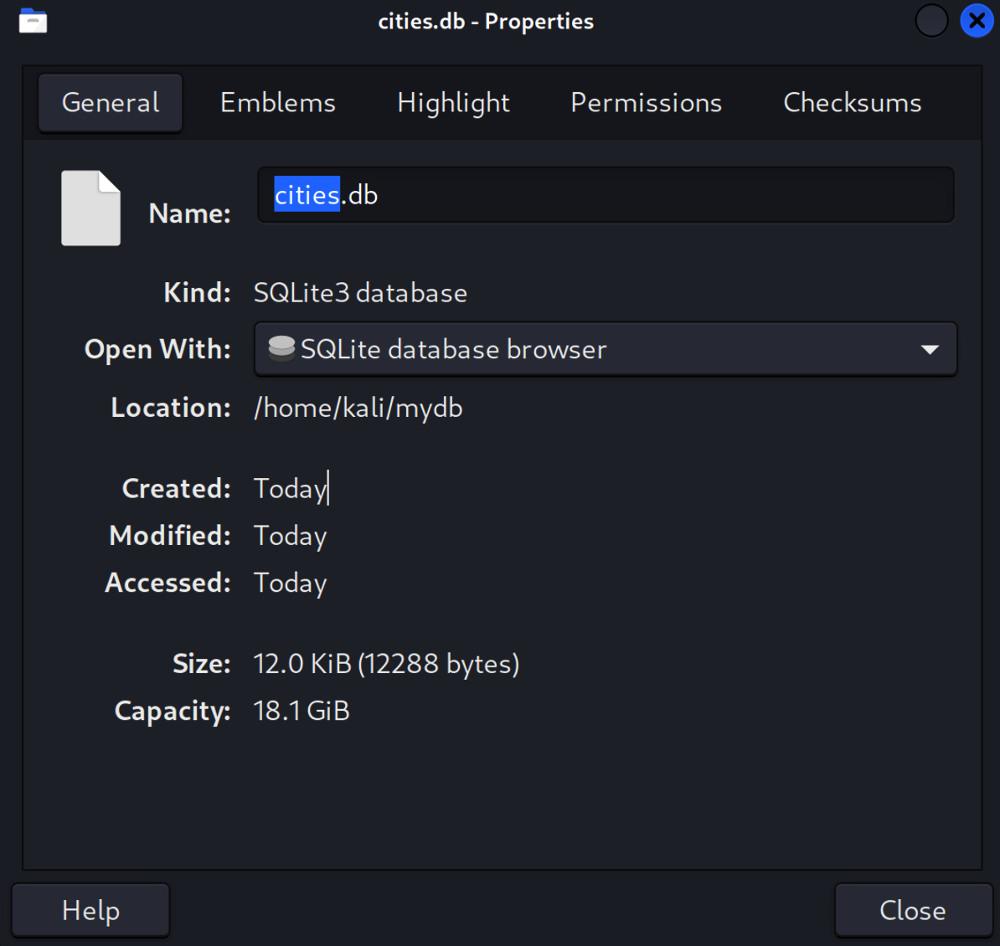 cities.db - Properties
General Emblems Highlight Permissions Checksums
Name: cities.db
Kind: SQLite3 database
Open With: SQLite database browser
Location: /home/kali/mydb
Created: Today
Modified: Today
Accessed: Today
Size: 12.0 KiB (12288 bytes)
Capacity: 18.1 GiB
Help Close